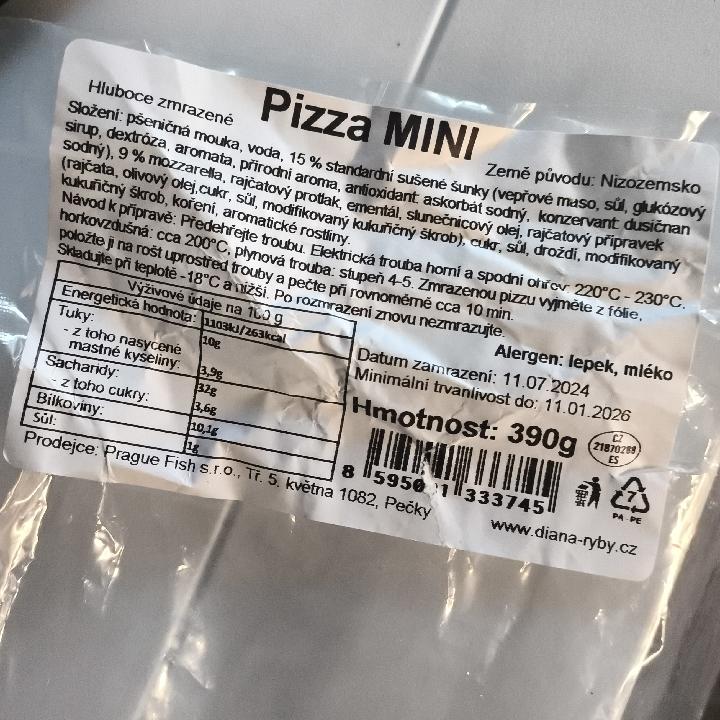 Hluboce zmrazené
Pizza MINI
Země původu: Nizozemsko
Složení: pšeničná mouka, voda, 15 % standardní sušené šunky (vepřové maso, sůl, glukózový
sirup, dextróza, aromata, přírodní aroma, antioxidant: askorbát sodný, konzervant: dusičnan
sodný), 9 % mozzarella, rajčatový protlak, ementál, slunečnicový olej, rajčatový přípravek
(rajčata, olivový olej,cukr, sůl, modifikovaný kukuřičný škrob), cukr, sůl, droždí, modifikovaný
kukuřičný škrob, koření, aromatické rostliny.
Návod k přípravě: Předehřejte troubu. Elektrická trouba horní a spodní ohřev: 220°C - 230°C,
horkovzdušná: cca 200°C, plynová trouba: stupeň 4-5. Zmrazenou pizzu vyjměte z fólie,
položte ji na rošt uprostřed trouby a pečte při rovnoměrné cca 10 min.
Skladujte při teplotě -18°C a nižší. Po rozmrazení znovu nezmrazujte.
Výživové údaje na 100 g
Energetická hodnota: 1103kJ/263kcal
Tuky: 10g
- z toho nasycené
mastné kyseliny: 3,9g
Sacharidy: 32g
- z toho cukry: 3,6g
Bílkoviny: 10,1g
Sůl: 1g
Alergen: lepek, mléko
Datum zamrazení: 11.07.2024
Minimální trvanlivost do: 11.01.2026
Hmotnost: 390g
CZ
21870289
ES
8 5950 1 333745
7
PA-PE
Prodejce: Prague Fish s.r.o., Tř. 5. května 1082, Pečky
www.diana-ryby.cz